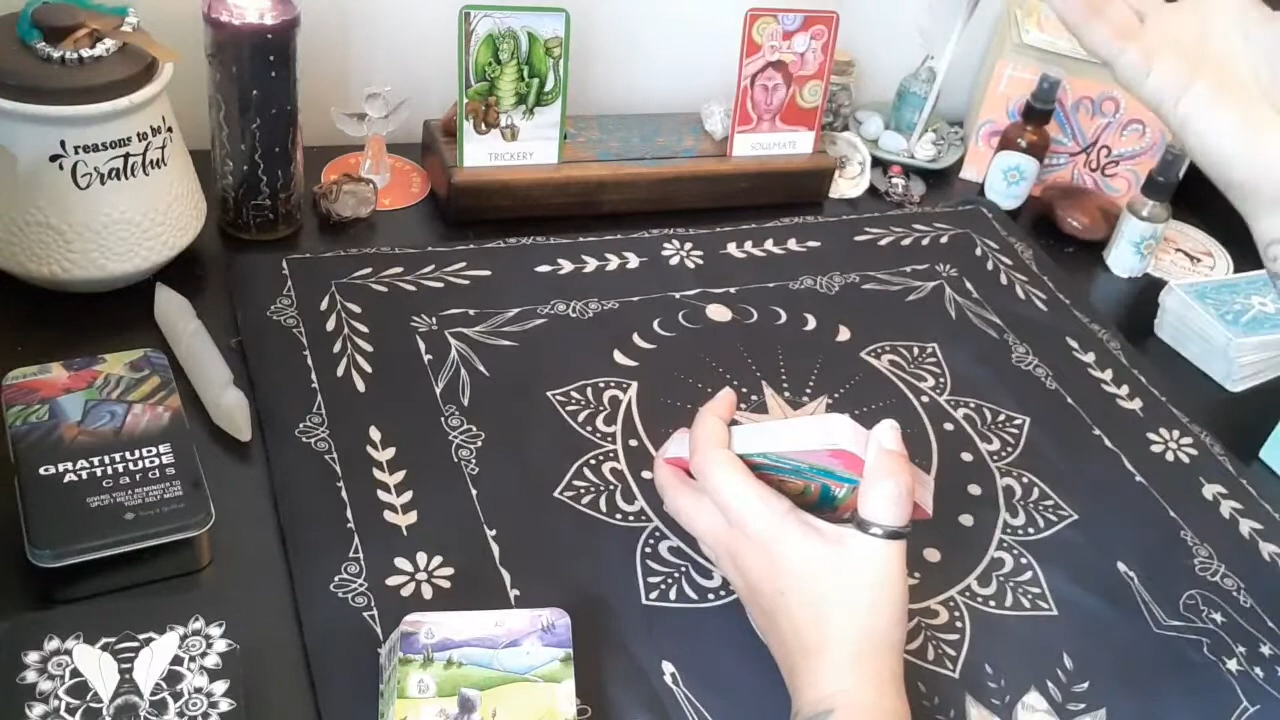 reasons to be
Grateful
TRICKERY
SOULMATE
Ase
GRATITUDE
ATTITUDE
cards
GIVING YOU A REMINDER TO
UPLIFT REFLECT AND LOVE
YOUR SELF MORE